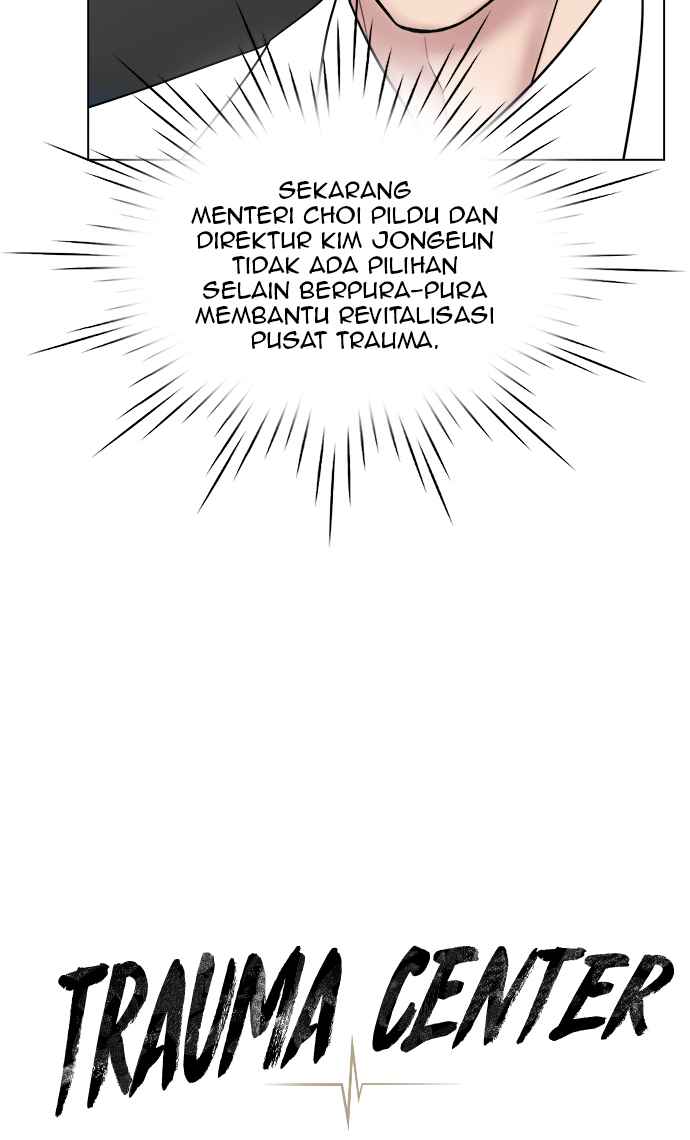 SEKARANG
MENTERI CHOI PILDU DAN
DIREKTUR KIM JONGEUN
TIDAK ADA PILIHAN
SELAIN BERPURA-PURA
MEMBANTU REVITALISASI
PUSAT TRAUMA.
TRAUMA CENTER